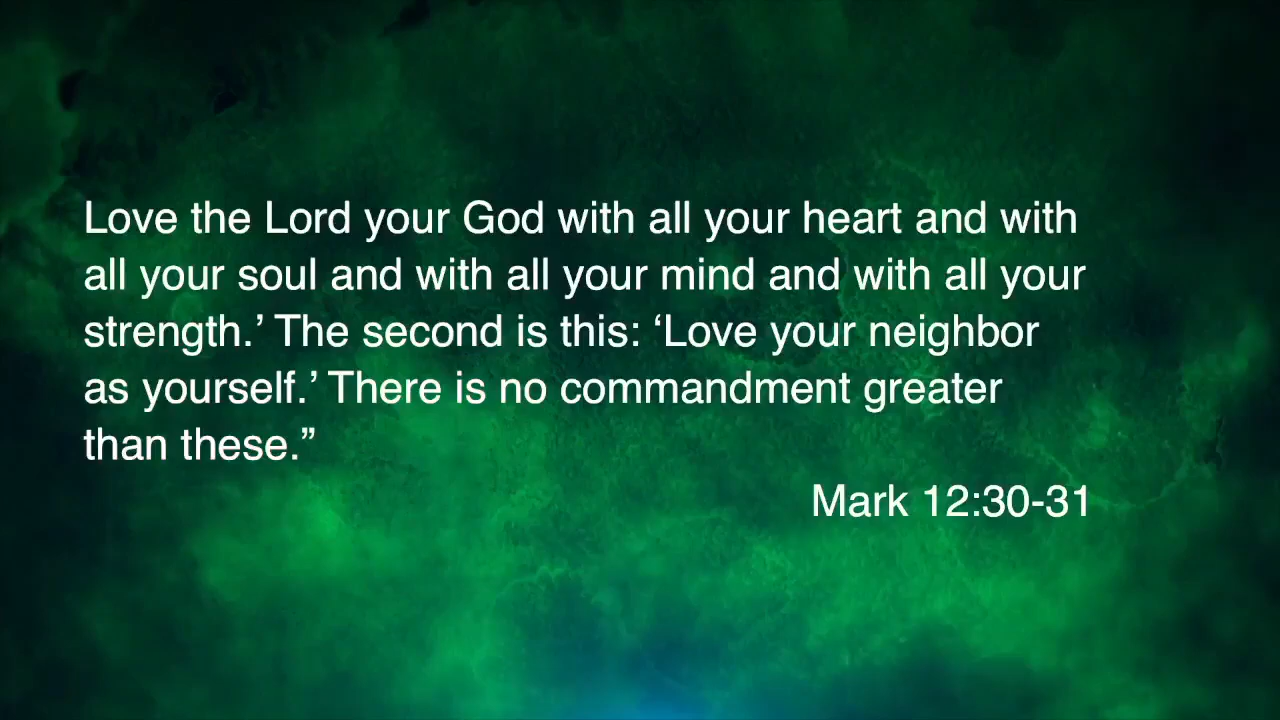 Love the Lord your God with all your heart and with
all your soul and with all your mind and with all your
strength.’ The second is this: ‘Love your neighbor
as yourself.’ There is no commandment greater
than these.”
Mark 12:30-31